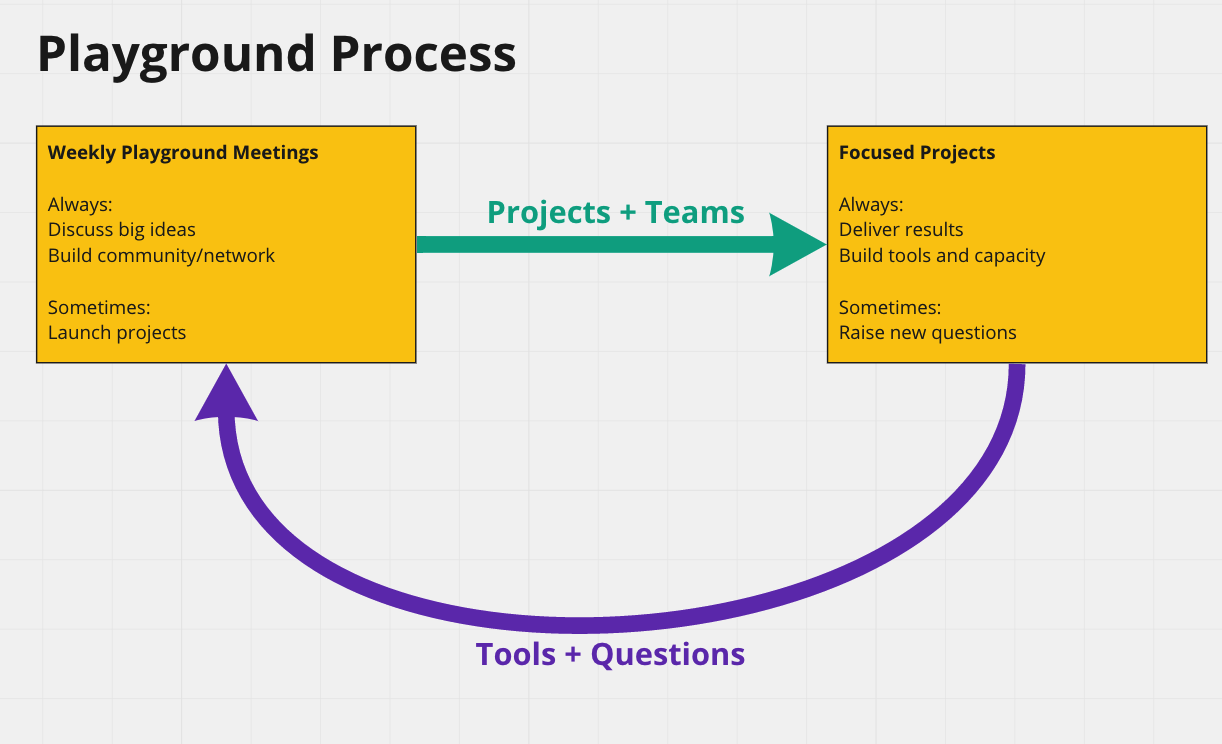 Playground Process
Weekly Playground Meetings
Always:
Discuss big ideas
Build community/network
Sometimes:
Launch projects
Projects + Teams
Focused Projects
Always:
Deliver results
Build tools and capacity
Sometimes:
Raise new questions
Tools + Questions